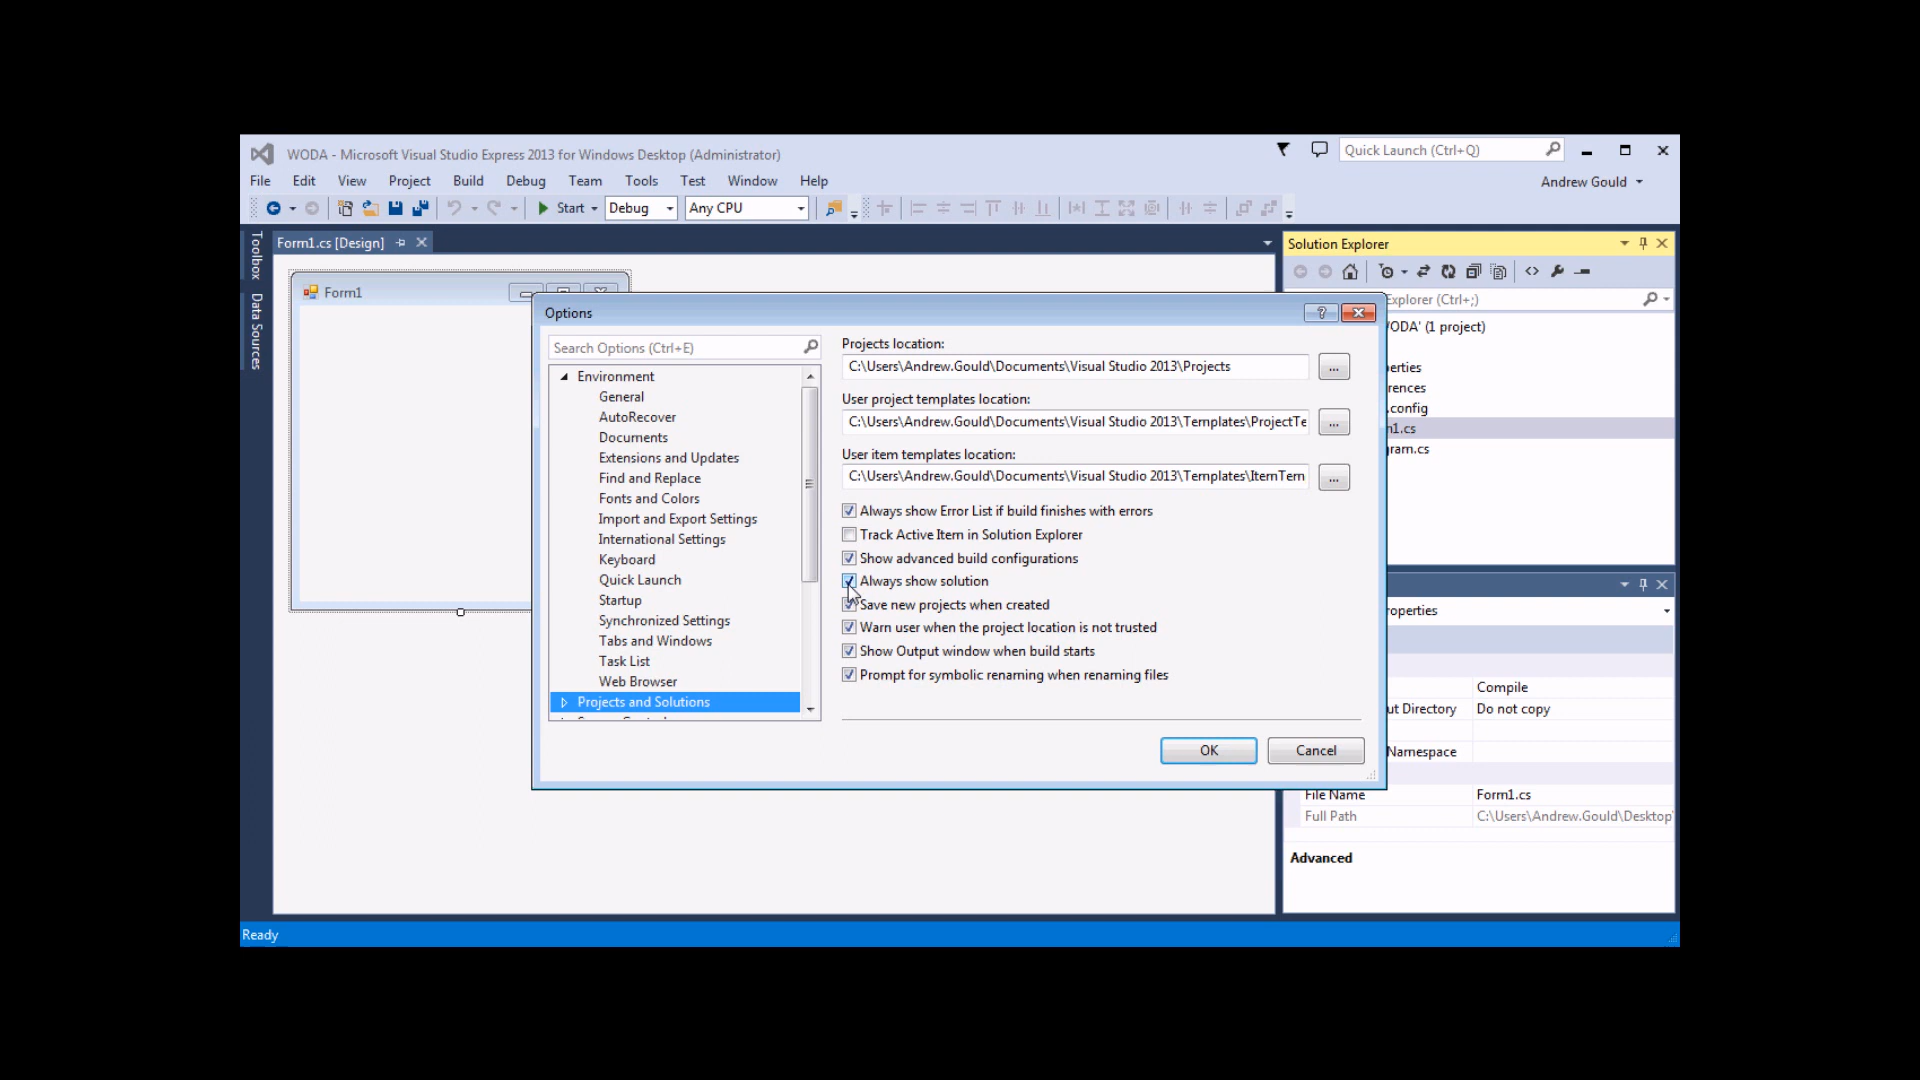 WODA - Microsoft Visual Studio Express 2013 for Windows Desktop (Administrator)
Quick Launch (Ctrl+Q)
File Edit View Project Build Debug Team Tools Test Window Help
Andrew Gould
Start Debug Any CPU
Toolbox
Data Sources
Form1.cs [Design]
Form1
Solution Explorer
Explorer (Ctrl+;)
(1 project)
.config
Options
?
Search Options (Ctrl+E)
Environment
General
AutoRecover
Documents
Extensions and Updates
Find and Replace
Fonts and Colors
Import and Export Settings
International Settings
Keyboard
Quick Launch
Startup
Synchronized Settings
Tabs and Windows
Task List
Web Browser
Projects and Solutions
Projects location:
C:\Users\Andrew.Gould\Documents\Visual Studio 2013\Projects
...
User project templates location:
C:\Users\Andrew.Gould\Documents\Visual Studio 2013\Templates\ProjectTe
...
User item templates location:
C:\Users\Andrew.Gould\Documents\Visual Studio 2013\Templates\ItemTem
...
Always show Error List if build finishes with errors
Track Active Item in Solution Explorer
Show advanced build configurations
Always show solution
Save new projects when created
Warn user when the project location is not trusted
Show Output window when build starts
Prompt for symbolic renaming when renaming files
OK Cancel
roperties
Compile
ut Directory Do not copy
Namespace
File Name Form1.cs
Full Path C:\Users\Andrew.Gould\Desktop\
Advanced
Ready